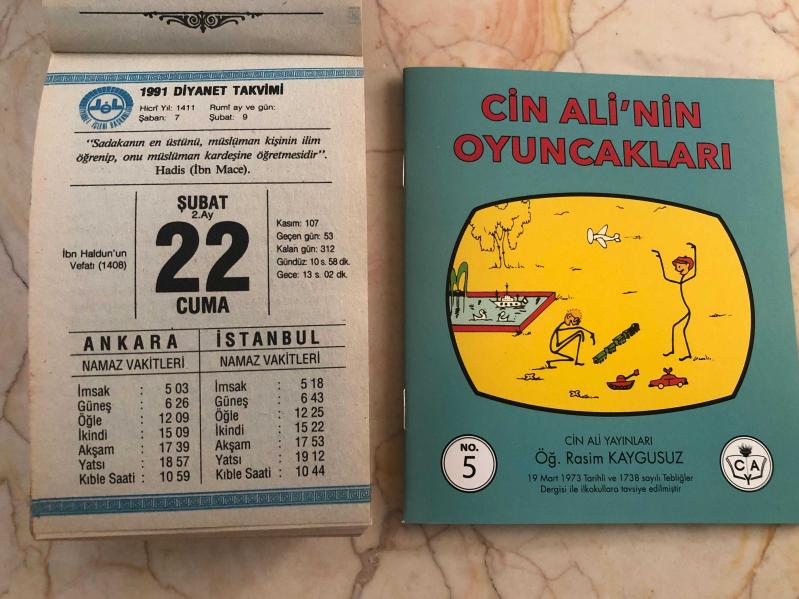 1991 DİYANET TAKVİMİ
Hicrî Yıl: 1411 Rumî ay ve gün:
Şaban: 7 Şubat: 9
"Sadakanın en üstünü, müslüman kişinin ilim
öğrenip, onu müslüman kardeşine öğretmesidir".
Hadis (İbn Mace).
İbn Haldun'un
Vefatı (1408)
ŞUBAT
2.Ay
22
CUMA
Kasım: 107
Geçen gün: 53
Kalan gün: 312
Gündüz: 10 s. 58 dk.
Gece: 13 s. 02 dk.
ANKARA
NAMAZ VAKİTLERİ
İmsak : 5 03
Güneş : 6 26
Öğle : 12 09
İkindi : 15 09
Akşam : 17 39
Yatsı : 18 57
Kıble Saati : 10 59
İSTANBUL
NAMAZ VAKİTLERİ
İmsak : 5 18
Güneş : 6 43
Öğle : 12 25
İkindi : 15 22
Akşam : 17 53
Yatsı : 19 12
Kıble Saati : 10 44
CİN ALİ'NİN
OYUNCAKLARI
NO.
5
CİN ALİ YAYINLARI
Öğ. Rasim KAYGUSUZ
19 Mart 1973 Tarihli ve 1738 sayılı Tebliğler
Dergisi ile ilkokullara tavsiye edilmiştir
C A
Y